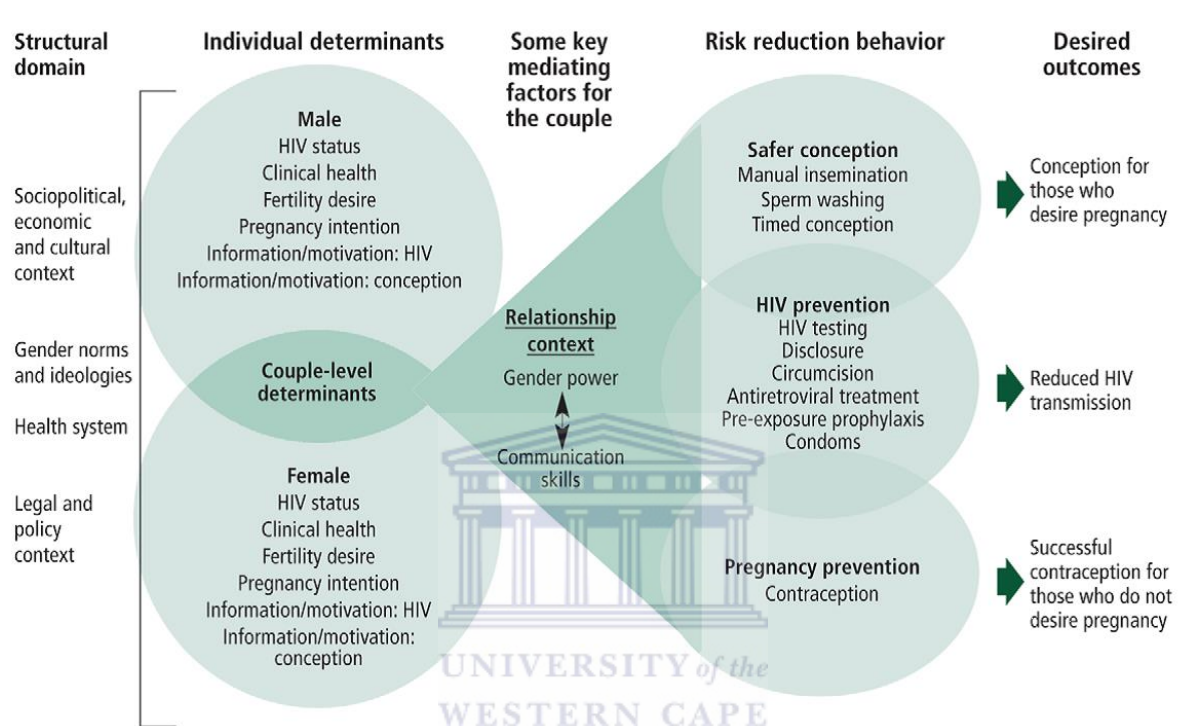 Structural
domain
Individual determinants
Some key
mediating
factors for
the couple
Risk reduction behavior
Desired
outcomes
Sociopolitical,
economic
and cultural
context
Gender norms
and ideologies
Health system
Legal and
policy
context
Male
HIV status
Clinical health
Fertility desire
Pregnancy intention
Information/motivation: HIV
Information/motivation: conception
Couple-level
determinants
Female
HIV status
Clinical health
Fertility desire
Pregnancy intention
Information/motivation: HIV
Information/motivation:
conception
Relationship
context
Gender power
Communication
skills
Safer conception
Manual insemination
Sperm washing
Timed conception
HIV prevention
HIV testing
Disclosure
Circumcision
Antiretroviral treatment
Pre-exposure prophylaxis
Condoms
Pregnancy prevention
Contraception
Conception for
those who
desire pregnancy
Reduced HIV
transmission
Successful
contraception for
those who do not
desire pregnancy
UNIVERSITY of the
WESTERN CAPE